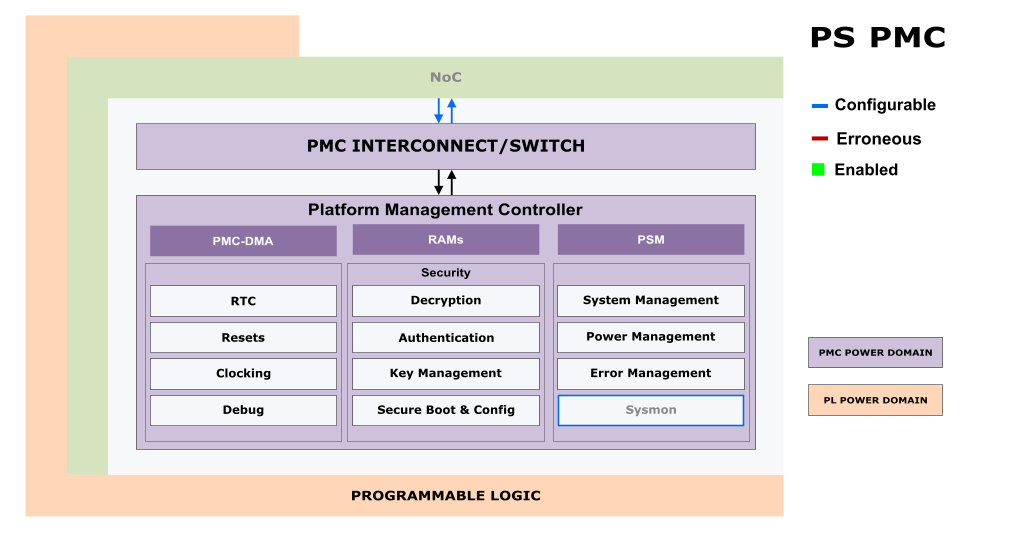 PS PMC
NoC
Configurable
Erroneous
Enabled
PMC INTERCONNECT/SWITCH
Platform Management Controller
PMC-DMA
RAMs
PSM
Security
RTC
Decryption
System Management
Resets
Authentication
Power Management
Clocking
Key Management
Error Management
Debug
Secure Boot & Config
Sysmon
PMC POWER DOMAIN
PL POWER DOMAIN
PROGRAMMABLE LOGIC